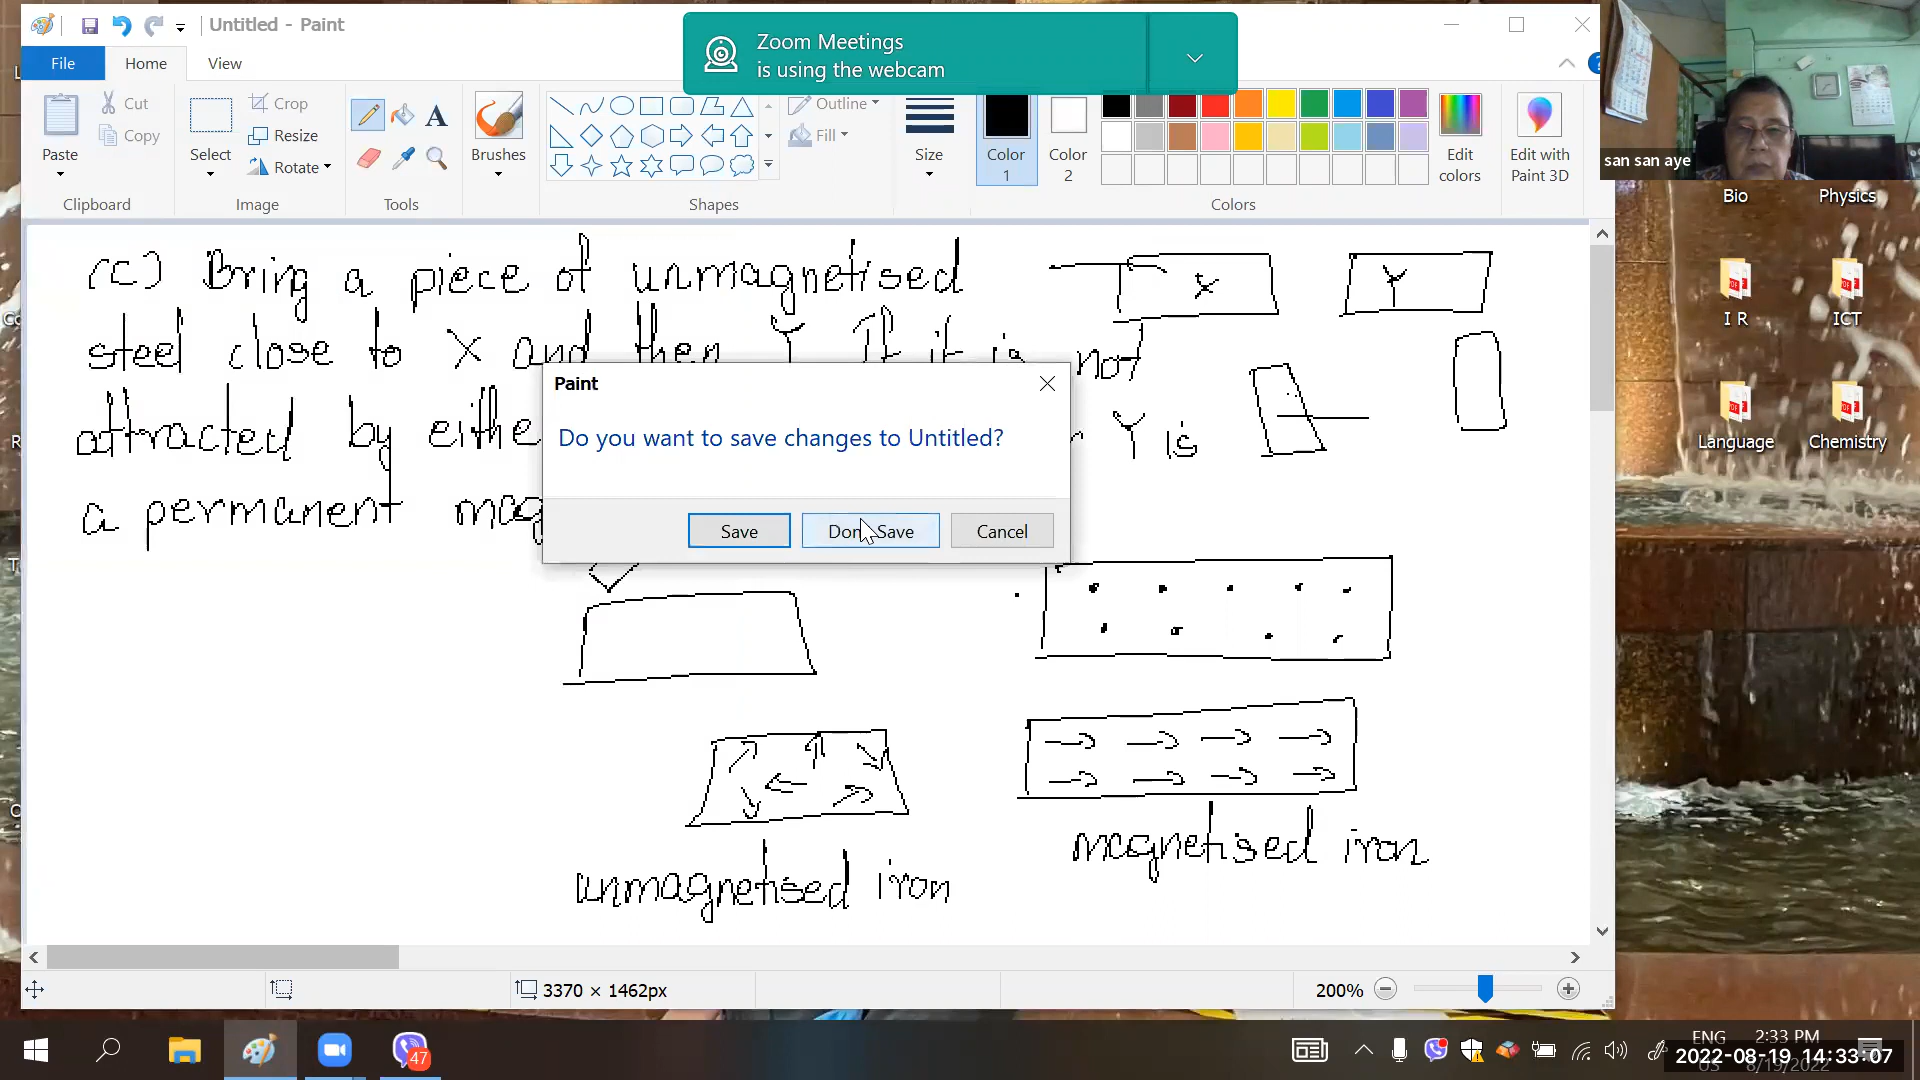 Untitled - Paint
Zoom Meetings
is using the webcam
File
Home
View
Cut
Copy
Paste
Clipboard
Crop
Resize
Rotate
Select
Image
Tools
Brushes
Outline
Fill
Shapes
Size
Color
1
Color
2
Edit
colors
Edit with
Paint 3D
Colors
san san aye
Bio
Physics
I R
ICT
Language
Chemistry
(c) Bring a piece of unmagnetised
steel close to X and then Y If it is not
attracted by Y is
a permanent
X
Y
Paint
Do you want to save changes to Untitled?
Save
Save
Cancel
unmagnetised iron
magnetised iron
3370 × 1462px
200%
47
ENG
2:33 PM
2022-08-19 14:33:07